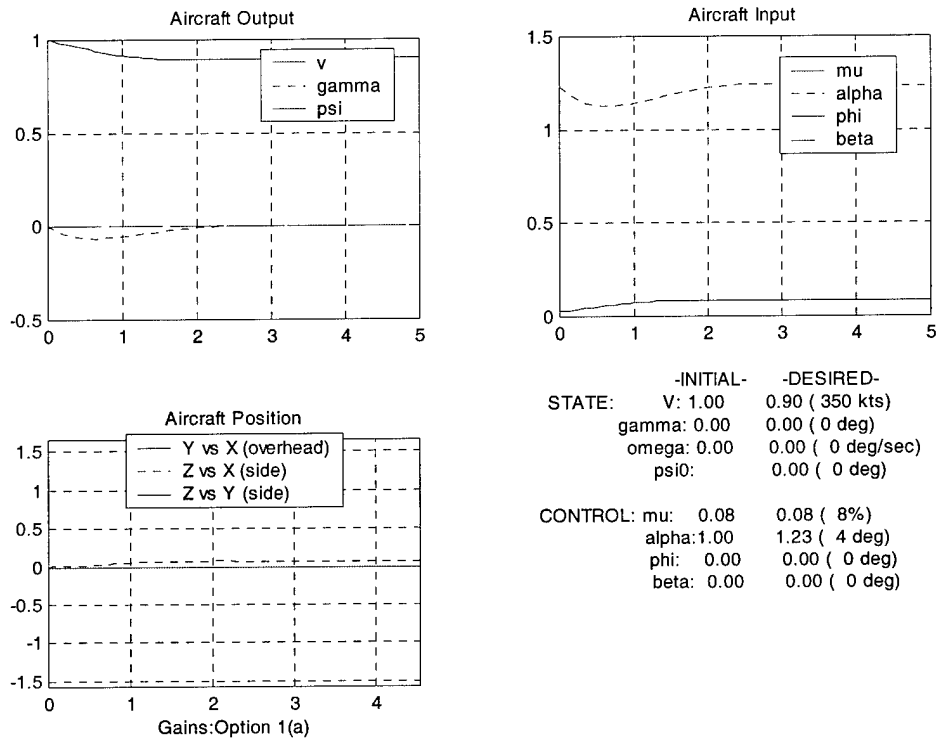 Aircraft Output
1
0.5
0
-0.5
0 1 2 3 4 5
v
gamma
psi
Aircraft Input
1.5
1
0.5
0
0 1 2 3 4 5
mu
alpha
phi
beta
Aircraft Position
1.5
1
0.5
0
-0.5
-1
-1.5
0 1 2 3 4
Y vs X (overhead)
Z vs X (side)
Z vs Y (side)
Gains:Option 1(a)
-INITIAL- -DESIRED-
STATE: V: 1.00 0.90 ( 350 kts)
gamma: 0.00 0.00 ( 0 deg)
omega: 0.00 0.00 ( 0 deg/sec)
psi0: 0.00 ( 0 deg)
CONTROL: mu: 0.08 0.08 ( 8%)
alpha:1.00 1.23 ( 4 deg)
phi: 0.00 0.00 ( 0 deg)
beta: 0.00 0.00 ( 0 deg)